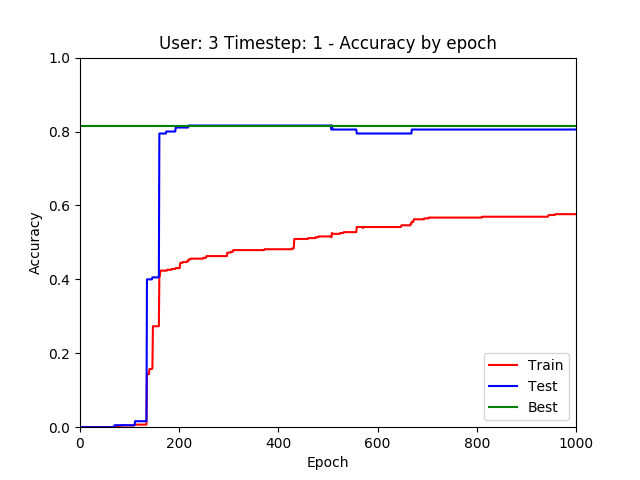 User: 3 Timestep: 1 - Accuracy by epoch
1.0
0.8
0.6
0.4
0.2
0.0
Accuracy
0 200 400 600 800 1000
Epoch
Train
Test
Best